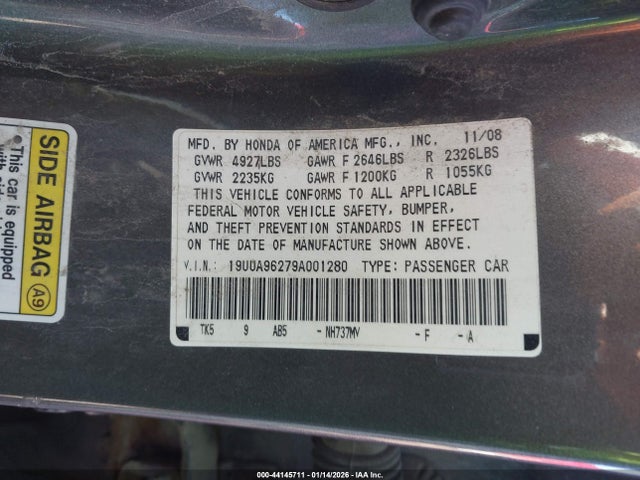 SIDE AIRBAG A9
This car is equipped
MFD. BY HONDA OF AMERICA MFG., INC. 11/08
GVWR 4927LBS GAWR F 2646LBS R 2326LBS
GVWR 2235KG GAWR F 1200KG R 1055KG
THIS VEHICLE CONFORMS TO ALL APPLICABLE
FEDERAL MOTOR VEHICLE SAFETY, BUMPER,
AND THEFT PREVENTION STANDARDS IN EFFECT
ON THE DATE OF MANUFACTURE SHOWN ABOVE.
V.I.N.: 19UUA96279A001280 TYPE: PASSENGER CAR
TK5 9 AB5 -NH737MV -F -A
000-44145711 - 01/14/2026 - IAA Inc.